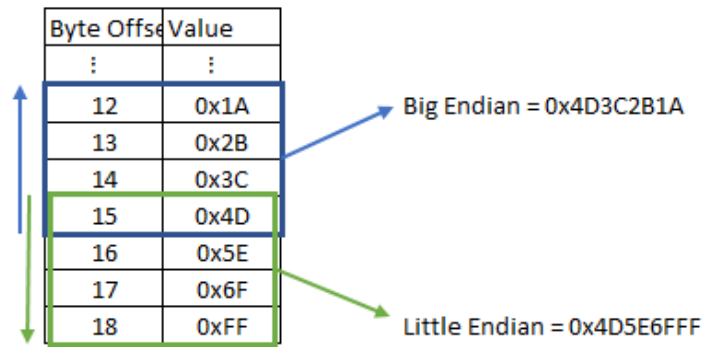 Byte Offse Value
⋮ ⋮
12 0x1A
Big Endian = 0x4D3C2B1A
13 0x2B
14 0x3C
15 0x4D
16 0x5E
17 0x6F
18 0xFF
Little Endian = 0x4D5E6FFF